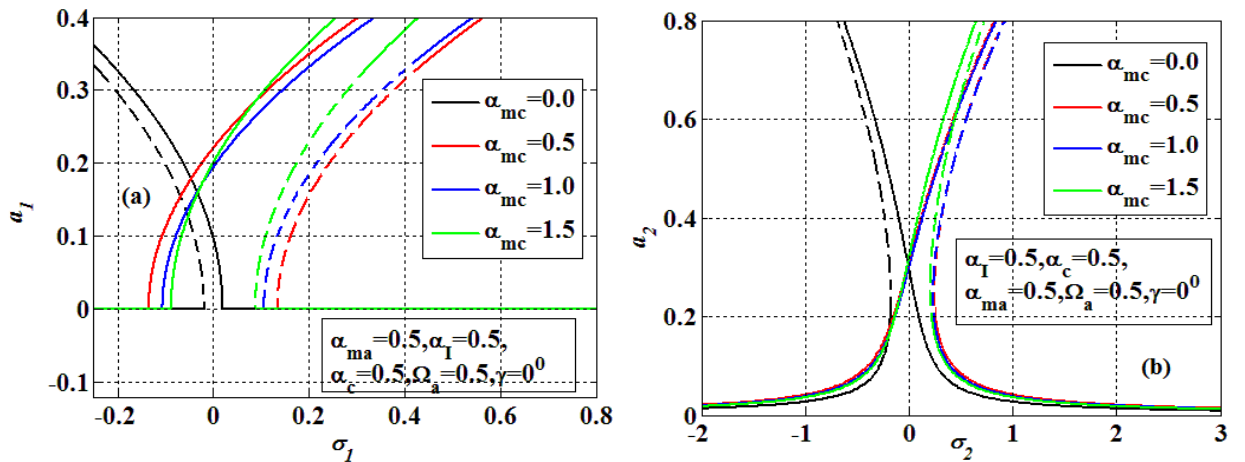 0.4
0.3
0.2
0.1
0
-0.1
a₁
(a)
α_mc=0.0
α_mc=0.5
α_mc=1.0
α_mc=1.5
α_ma=0.5,α_I=0.5,
α_c=0.5,Ω_a=0.5,γ=0⁰
-0.2 0 0.2 0.4 0.6 0.8
σ₁
0.8
0.6
0.4
0.2
0
a₂
α_mc=0.0
α_mc=0.5
α_mc=1.0
α_mc=1.5
α_I=0.5,α_c=0.5,
α_ma=0.5,Ω_a=0.5,γ=0⁰
(b)
-2 -1 0 1 2 3
σ₂